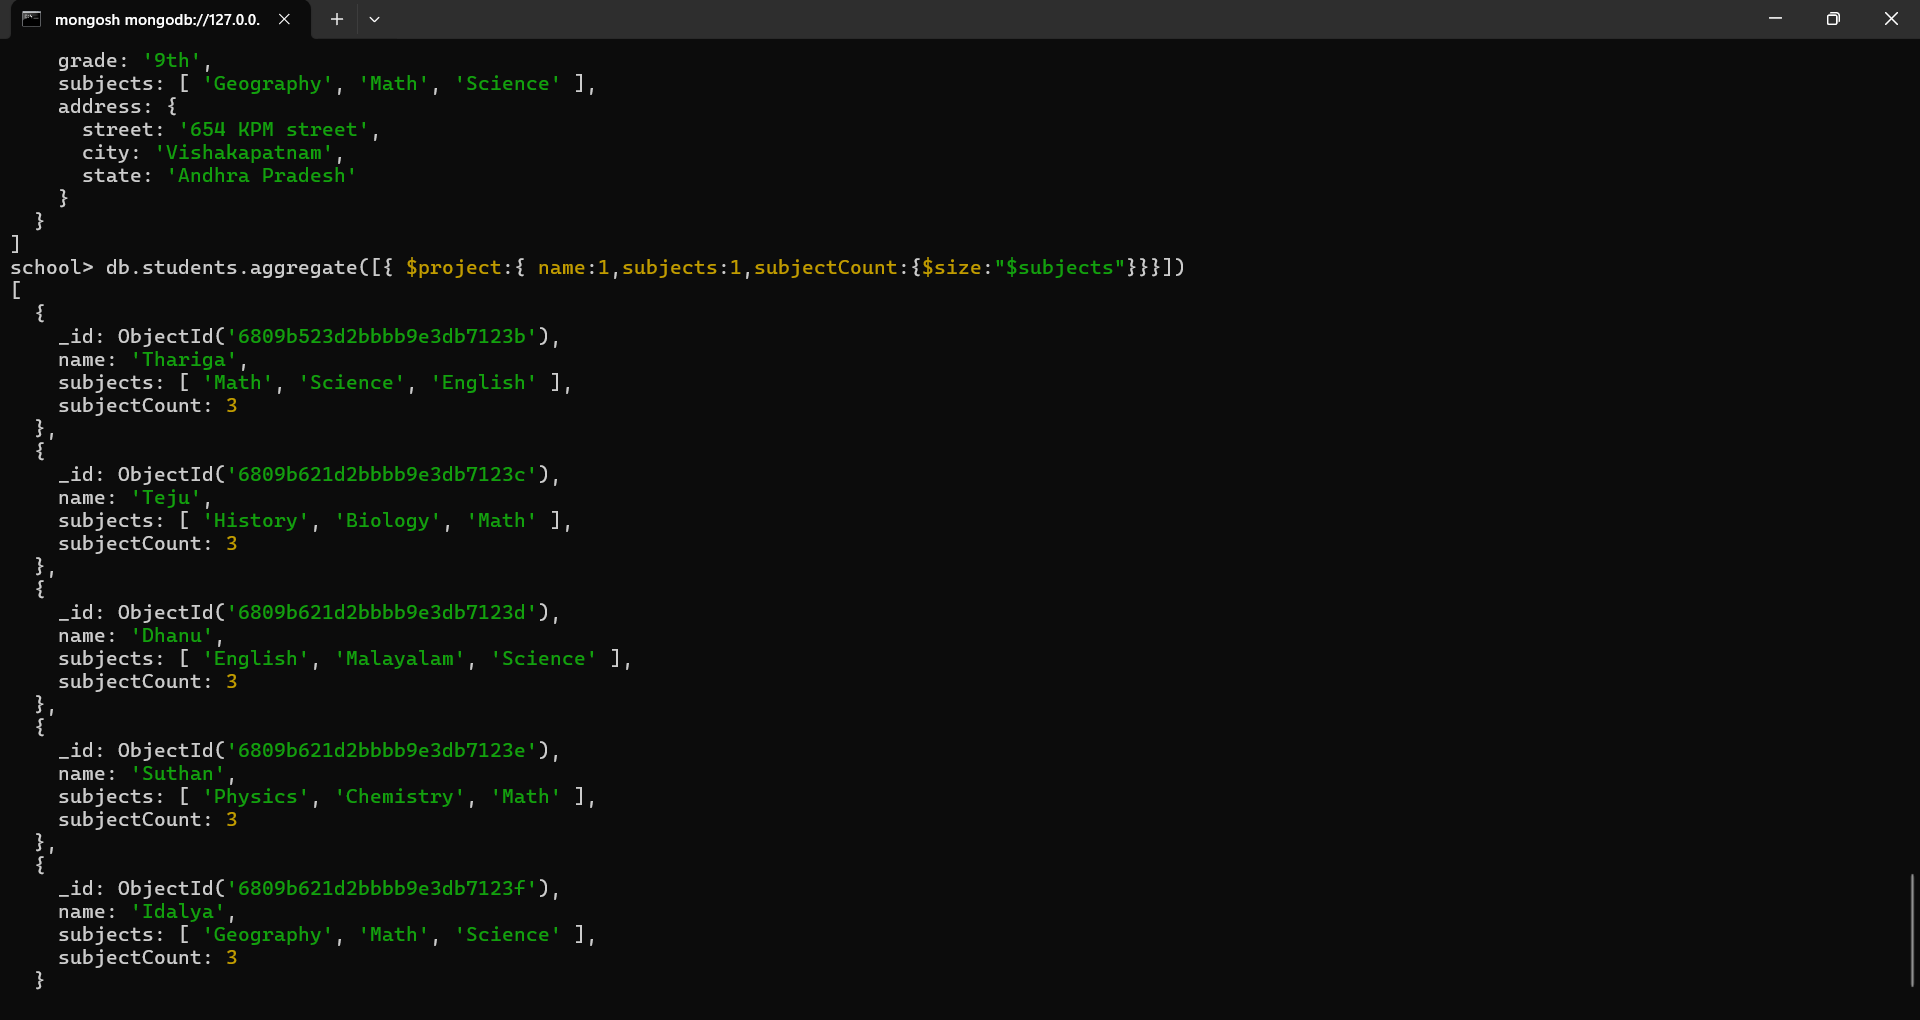 mongosh mongodb://127.0.0.
    grade: '9th',
    subjects: [ 'Geography', 'Math', 'Science' ],
    address: {
      street: '654 KPM street',
      city: 'Vishakapatnam',
      state: 'Andhra Pradesh'
    }
  }
]
school> db.students.aggregate([{ $project:{ name:1,subjects:1,subjectCount:{$size:"$subjects"}}}])
[
  {
    _id: ObjectId('6809b523d2bbbb9e3db7123b'),
    name: 'Thariga',
    subjects: [ 'Math', 'Science', 'English' ],
    subjectCount: 3
  },
  {
    _id: ObjectId('6809b621d2bbbb9e3db7123c'),
    name: 'Teju',
    subjects: [ 'History', 'Biology', 'Math' ],
    subjectCount: 3
  },
  {
    _id: ObjectId('6809b621d2bbbb9e3db7123d'),
    name: 'Dhanu',
    subjects: [ 'English', 'Malayalam', 'Science' ],
    subjectCount: 3
  },
  {
    _id: ObjectId('6809b621d2bbbb9e3db7123e'),
    name: 'Suthan',
    subjects: [ 'Physics', 'Chemistry', 'Math' ],
    subjectCount: 3
  },
  {
    _id: ObjectId('6809b621d2bbbb9e3db7123f'),
    name: 'Idalya',
    subjects: [ 'Geography', 'Math', 'Science' ],
    subjectCount: 3
  }